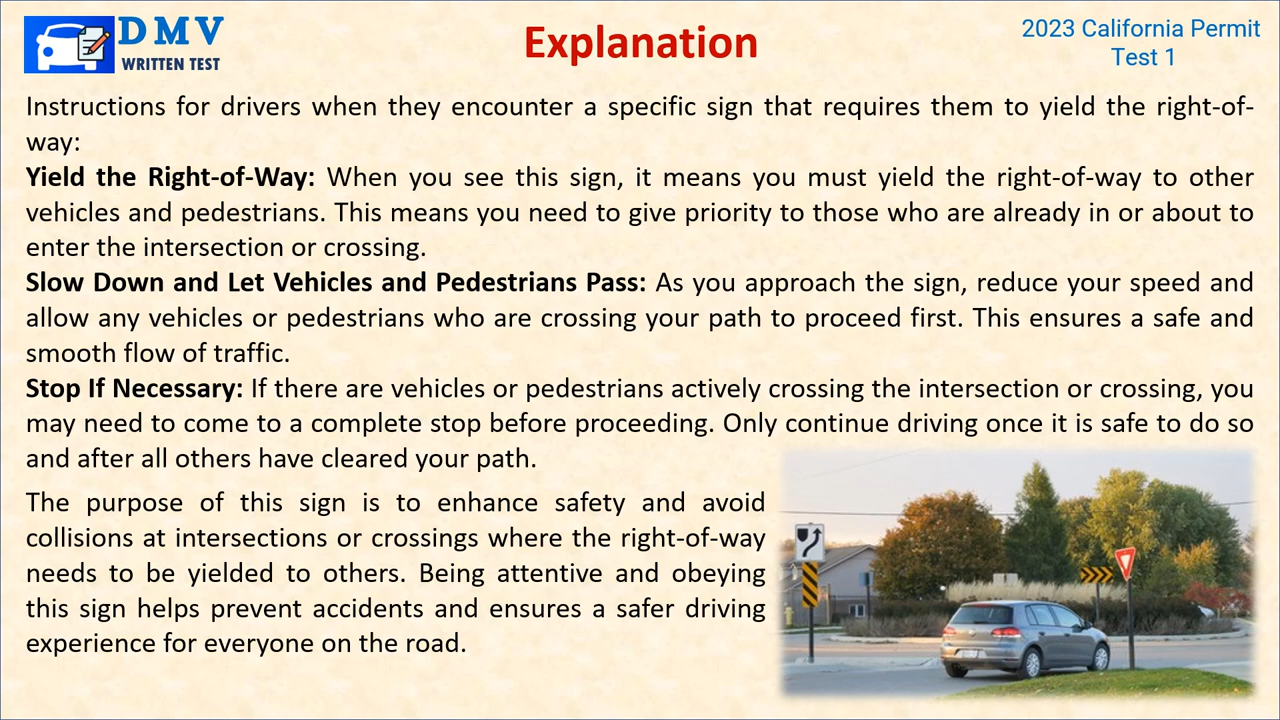 DMV
WRITTEN TEST
Explanation
2023 California Permit
Test 1
Instructions for drivers when they encounter a specific sign that requires them to yield the right-of-
way:
Yield the Right-of-Way: When you see this sign, it means you must yield the right-of-way to other
vehicles and pedestrians. This means you need to give priority to those who are already in or about to
enter the intersection or crossing.
Slow Down and Let Vehicles and Pedestrians Pass: As you approach the sign, reduce your speed and
allow any vehicles or pedestrians who are crossing your path to proceed first. This ensures a safe and
smooth flow of traffic.
Stop If Necessary: If there are vehicles or pedestrians actively crossing the intersection or crossing, you
may need to come to a complete stop before proceeding. Only continue driving once it is safe to do so
and after all others have cleared your path.
The purpose of this sign is to enhance safety and avoid
collisions at intersections or crossings where the right-of-way
needs to be yielded to others. Being attentive and obeying
this sign helps prevent accidents and ensures a safer driving
experience for everyone on the road.